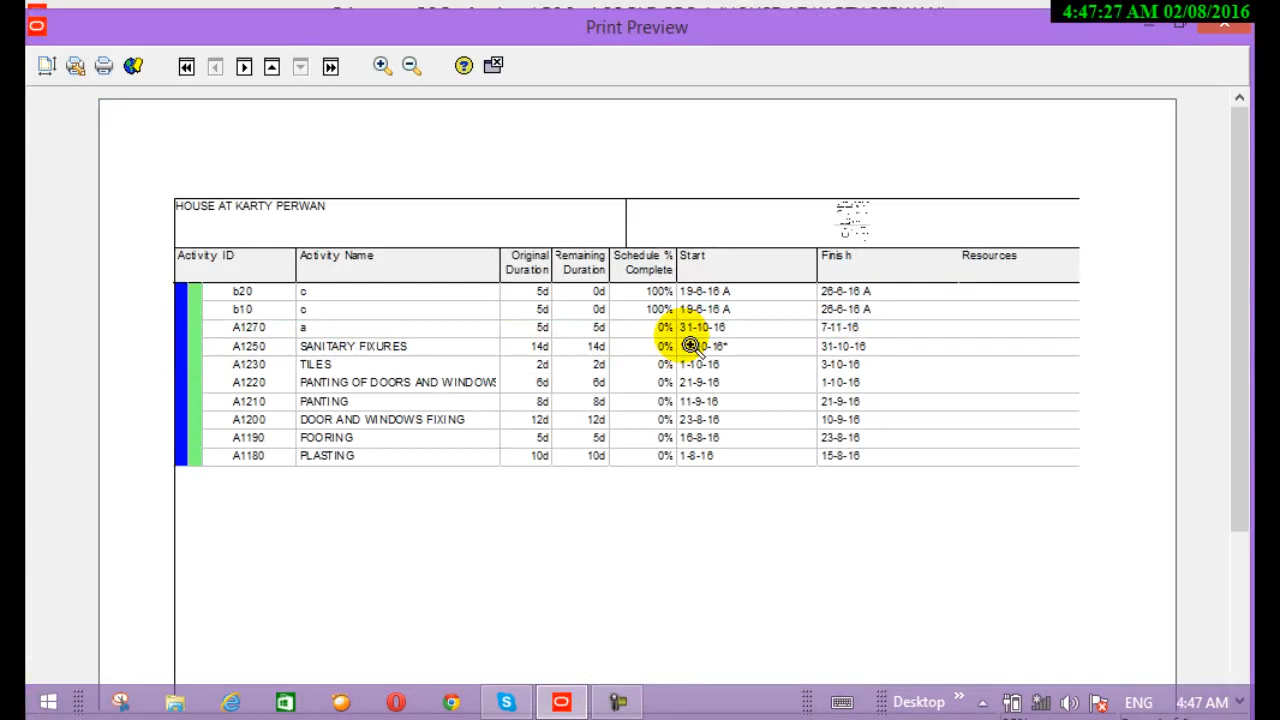 4:47:27 AM 02/08/2016
Print Preview
HOUSE AT KARTY PERWAN
Activity ID Activity Name Original Duration Remaining Duration Schedule % Complete Start Finish Resources
b20 c 5d 0d 100% 19-6-16 A 26-6-16 A
b10 c 5d 0d 100% 19-6-16 A 26-6-16 A
A1270 a 5d 5d 0% 31-10-16 7-11-16
A1250 SANITARY FIXURES 14d 14d 0% 31-10-16
A1230 TILES 2d 2d 0% 1-10-16 3-10-16
A1220 PANTING OF DOORS AND WINDOWS 6d 6d 0% 21-9-16 1-10-16
A1210 PANTING 8d 8d 0% 11-9-16 21-9-16
A1200 DOOR AND WINDOWS FIXING 12d 12d 0% 23-8-16 10-9-16
A1190 FOORING 5d 5d 0% 16-8-16 23-8-16
A1180 PLASTING 10d 10d 0% 1-8-16 15-8-16
Desktop ENG 4:47 AM